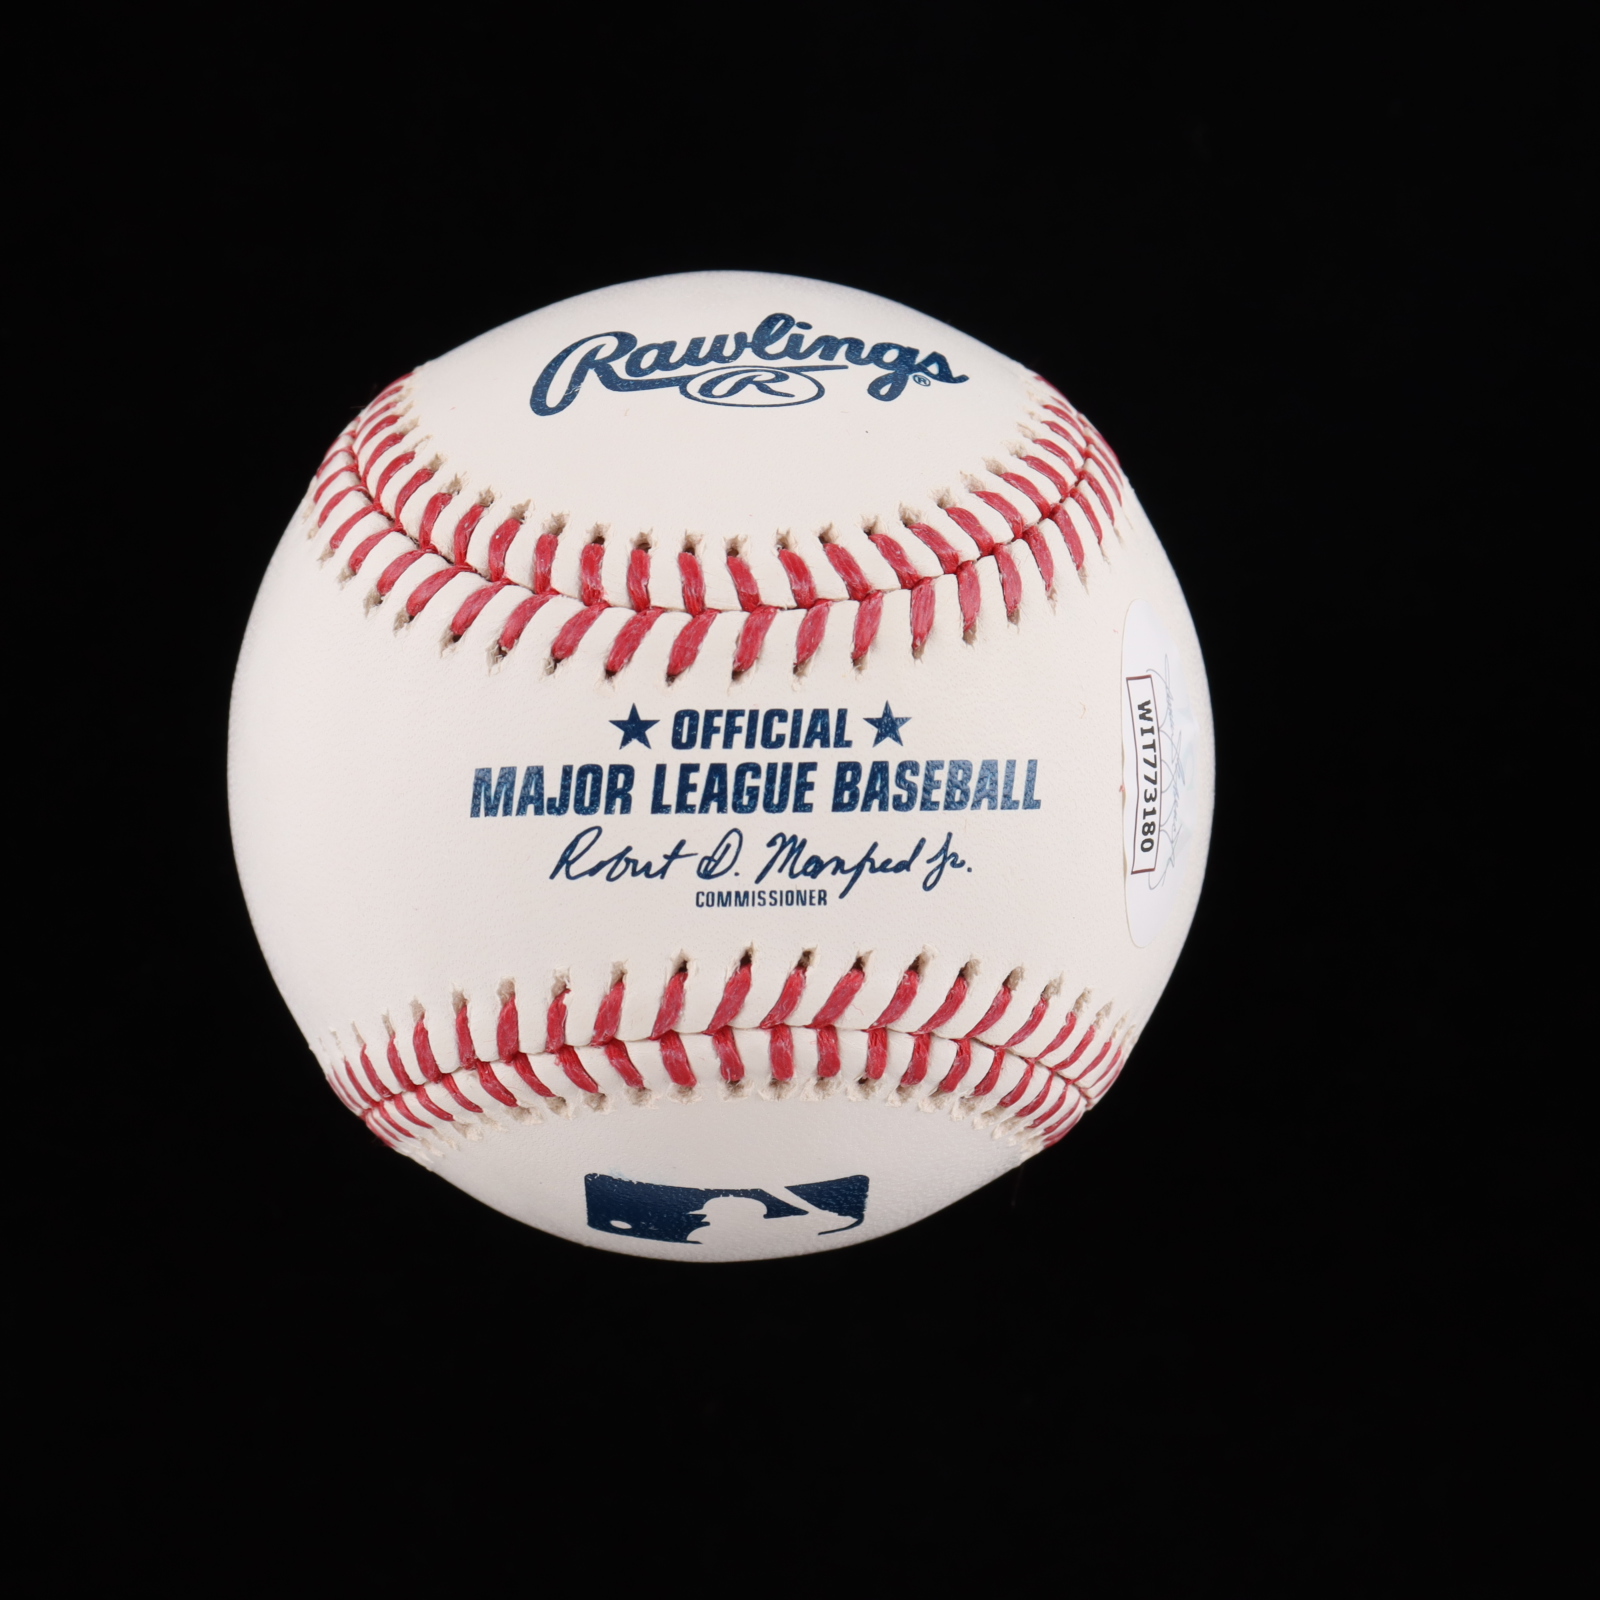 Rawlings®
R
★ OFFICIAL ★
MAJOR LEAGUE BASEBALL
Robert D. Manfred Jr.
COMMISSIONER
WIT773180